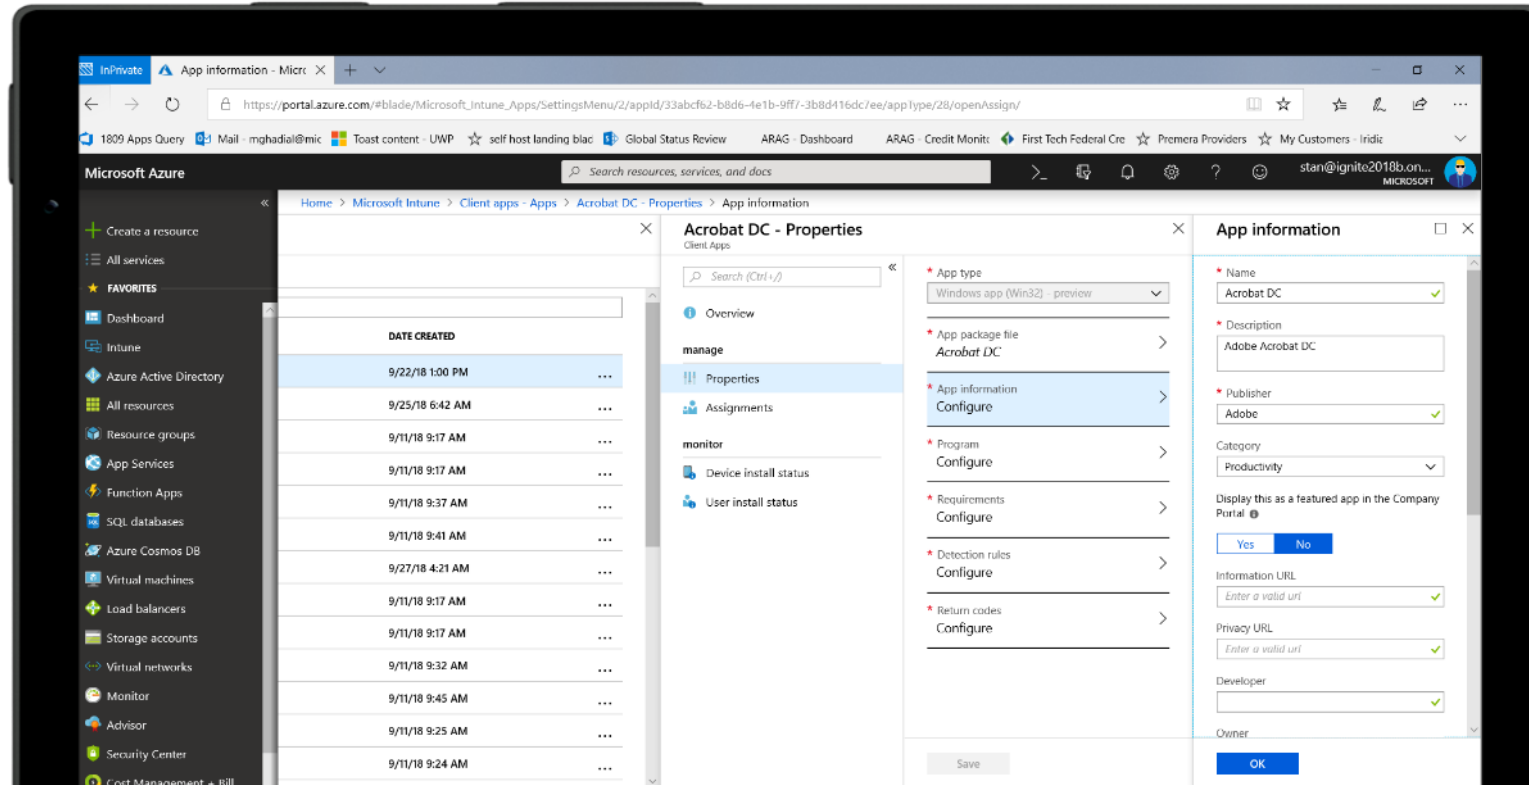 InPrivate
App information - Micro
https://portal.azure.com/#blade/Microsoft_Intune_Apps/SettingsMenu/2/appId/33abcf62-b8d6-4e1b-9ff7-3b8d416dc7ee/appType/28/openAssign/
1809 Apps Query
Mail - mghadial@mic
Toast content - UWP
self host landing blad
Global Status Review
ARAG - Dashboard
ARAG - Credit Monitc
First Tech Federal Cre
Premera Providers
My Customers - Iridiz
Microsoft Azure
Search resources, services, and docs
stan@ignite2018b.on...
MICROSOFT
Home > Microsoft Intune > Client apps - Apps > Acrobat DC - Properties > App information
Create a resource
All services
FAVORITES
Dashboard
Intune
Azure Active Directory
All resources
Resource groups
App Services
Function Apps
SQL databases
Azure Cosmos DB
Virtual machines
Load balancers
Storage accounts
Virtual networks
Monitor
Advisor
Security Center
Cost Management + Bill
DATE CREATED
9/22/18 1:00 PM
9/25/18 6:42 AM
9/11/18 9:17 AM
9/11/18 9:17 AM
9/11/18 9:37 AM
9/11/18 9:41 AM
9/27/18 4:21 AM
9/11/18 9:17 AM
9/11/18 9:17 AM
9/11/18 9:32 AM
9/11/18 9:45 AM
9/11/18 9:25 AM
9/11/18 9:24 AM
Acrobat DC - Properties
Client Apps
Search (Ctrl+/)
Overview
manage
Properties
Assignments
monitor
Device install status
User install status
* App type
Windows app (Win32) - preview
* App package file
Acrobat DC
* App information
Configure
* Program
Configure
* Requirements
Configure
* Detection rules
Configure
* Return codes
Configure
Save
App information
* Name
Acrobat DC
* Description
Adobe Acrobat DC
* Publisher
Adobe
Category
Productivity
Display this as a featured app in the Company
Portal
Yes No
Information URL
Enter a valid url
Privacy URL
Enter a valid url
Developer
Owner
OK